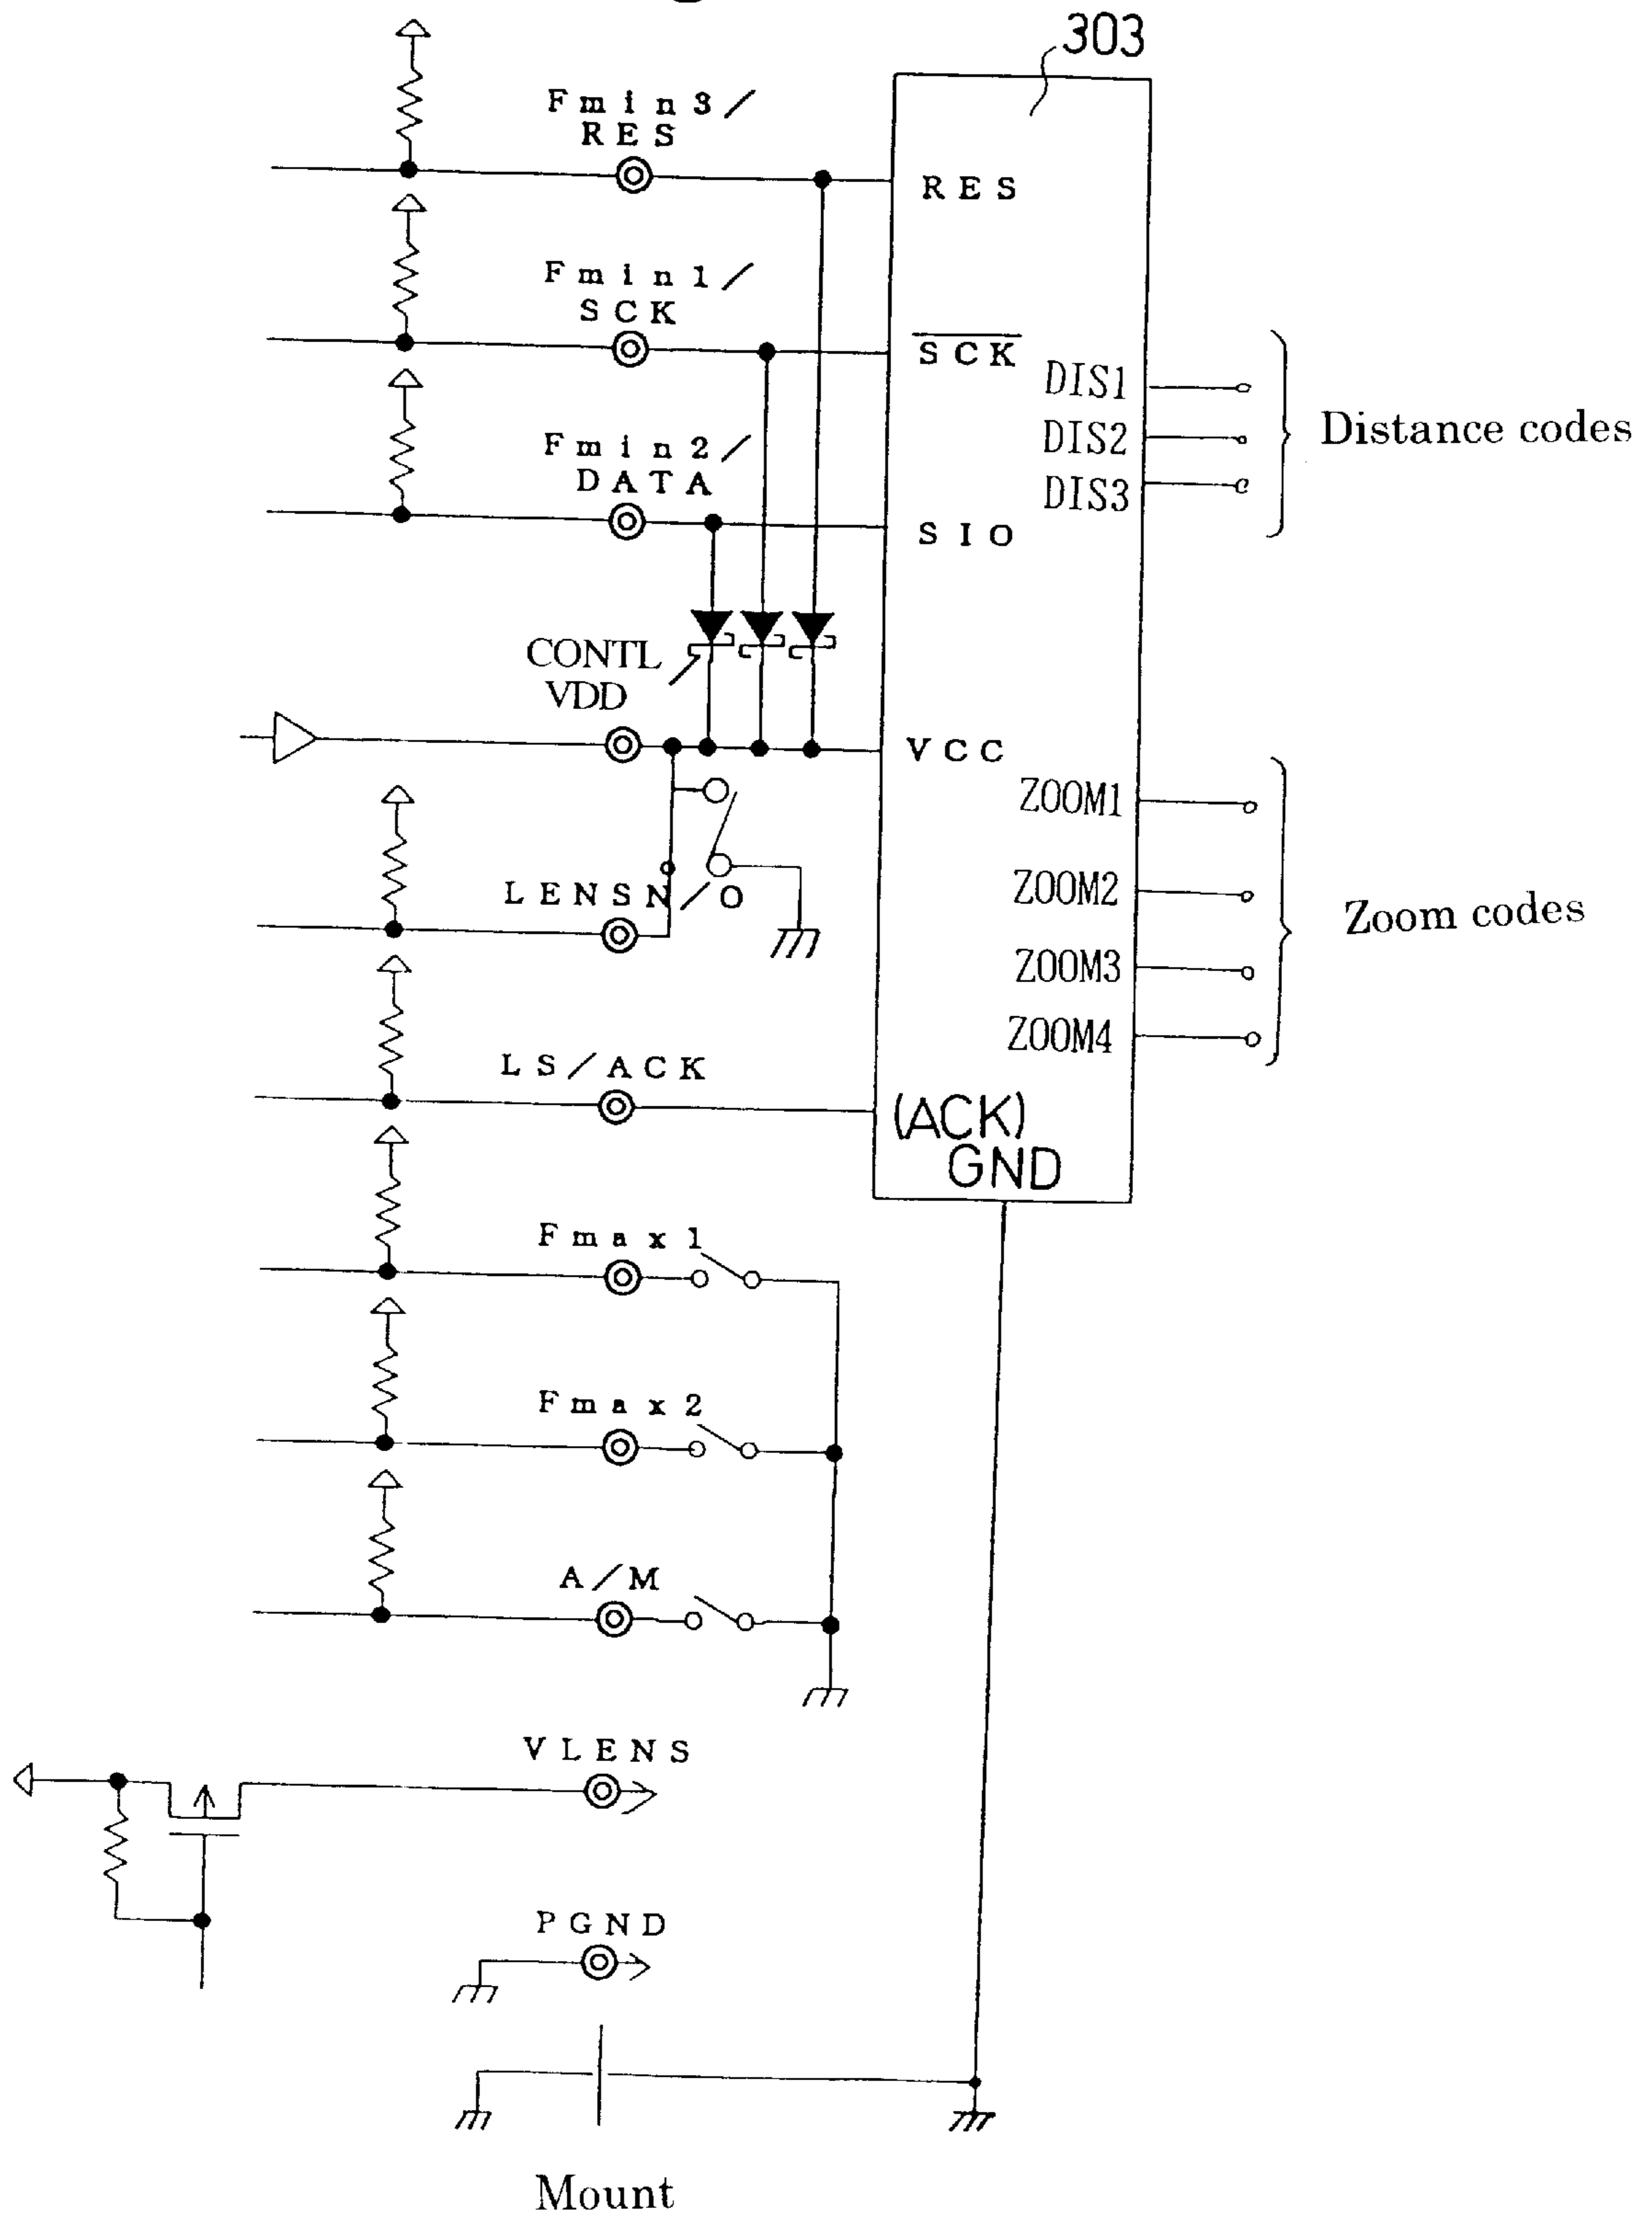 303
Fmin3/
RES
RES
Fmin1/
SCK
SCK
DIS1
DIS2
DIS3
Distance codes
Fmin2/
DATA
SIO
CONTL
VDD
VCC
ZOOM1
ZOOM2
ZOOM3
ZOOM4
Zoom codes
LENSN/O
LS/ACK
(ACK)
GND
Fmax1
Fmax2
A/M
VLENS
PGND
Mount